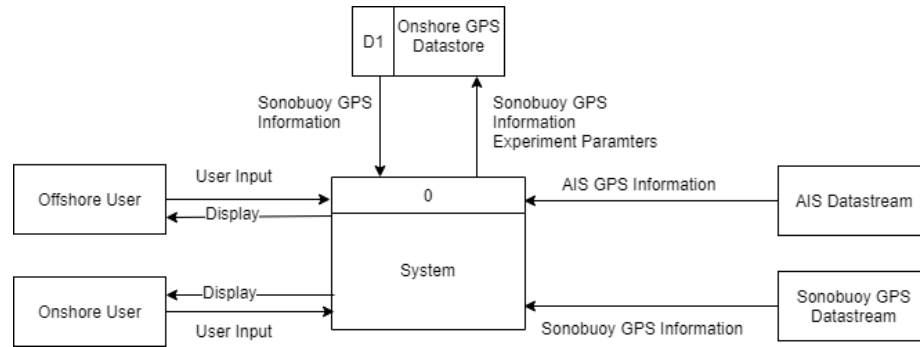 D1
Onshore GPS
Datastore
Sonobuoy GPS
Information
Sonobuoy GPS
Information
Experiment Paramters
Offshore User
User Input
Display
0
System
AIS GPS Information
AIS Datastream
Onshore User
Display
User Input
Sonobuoy GPS Information
Sonobuoy GPS
Datastream